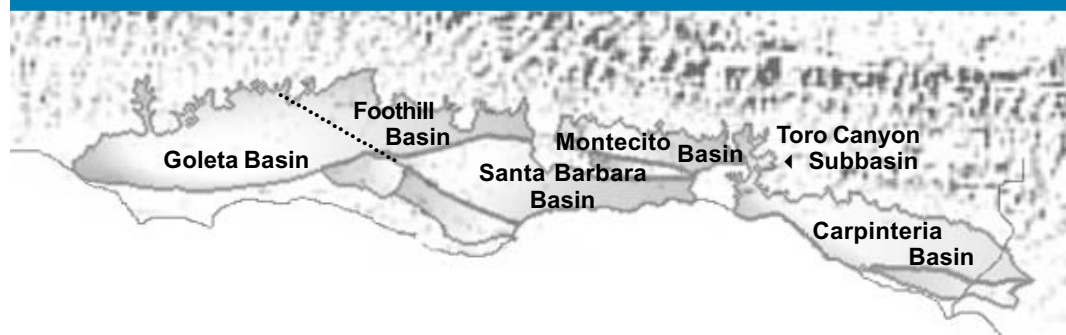 Foothill
Basin
Goleta Basin
Montecito
Basin
Santa Barbara
Basin
Toro Canyon
Subbasin
Carpinteria
Basin